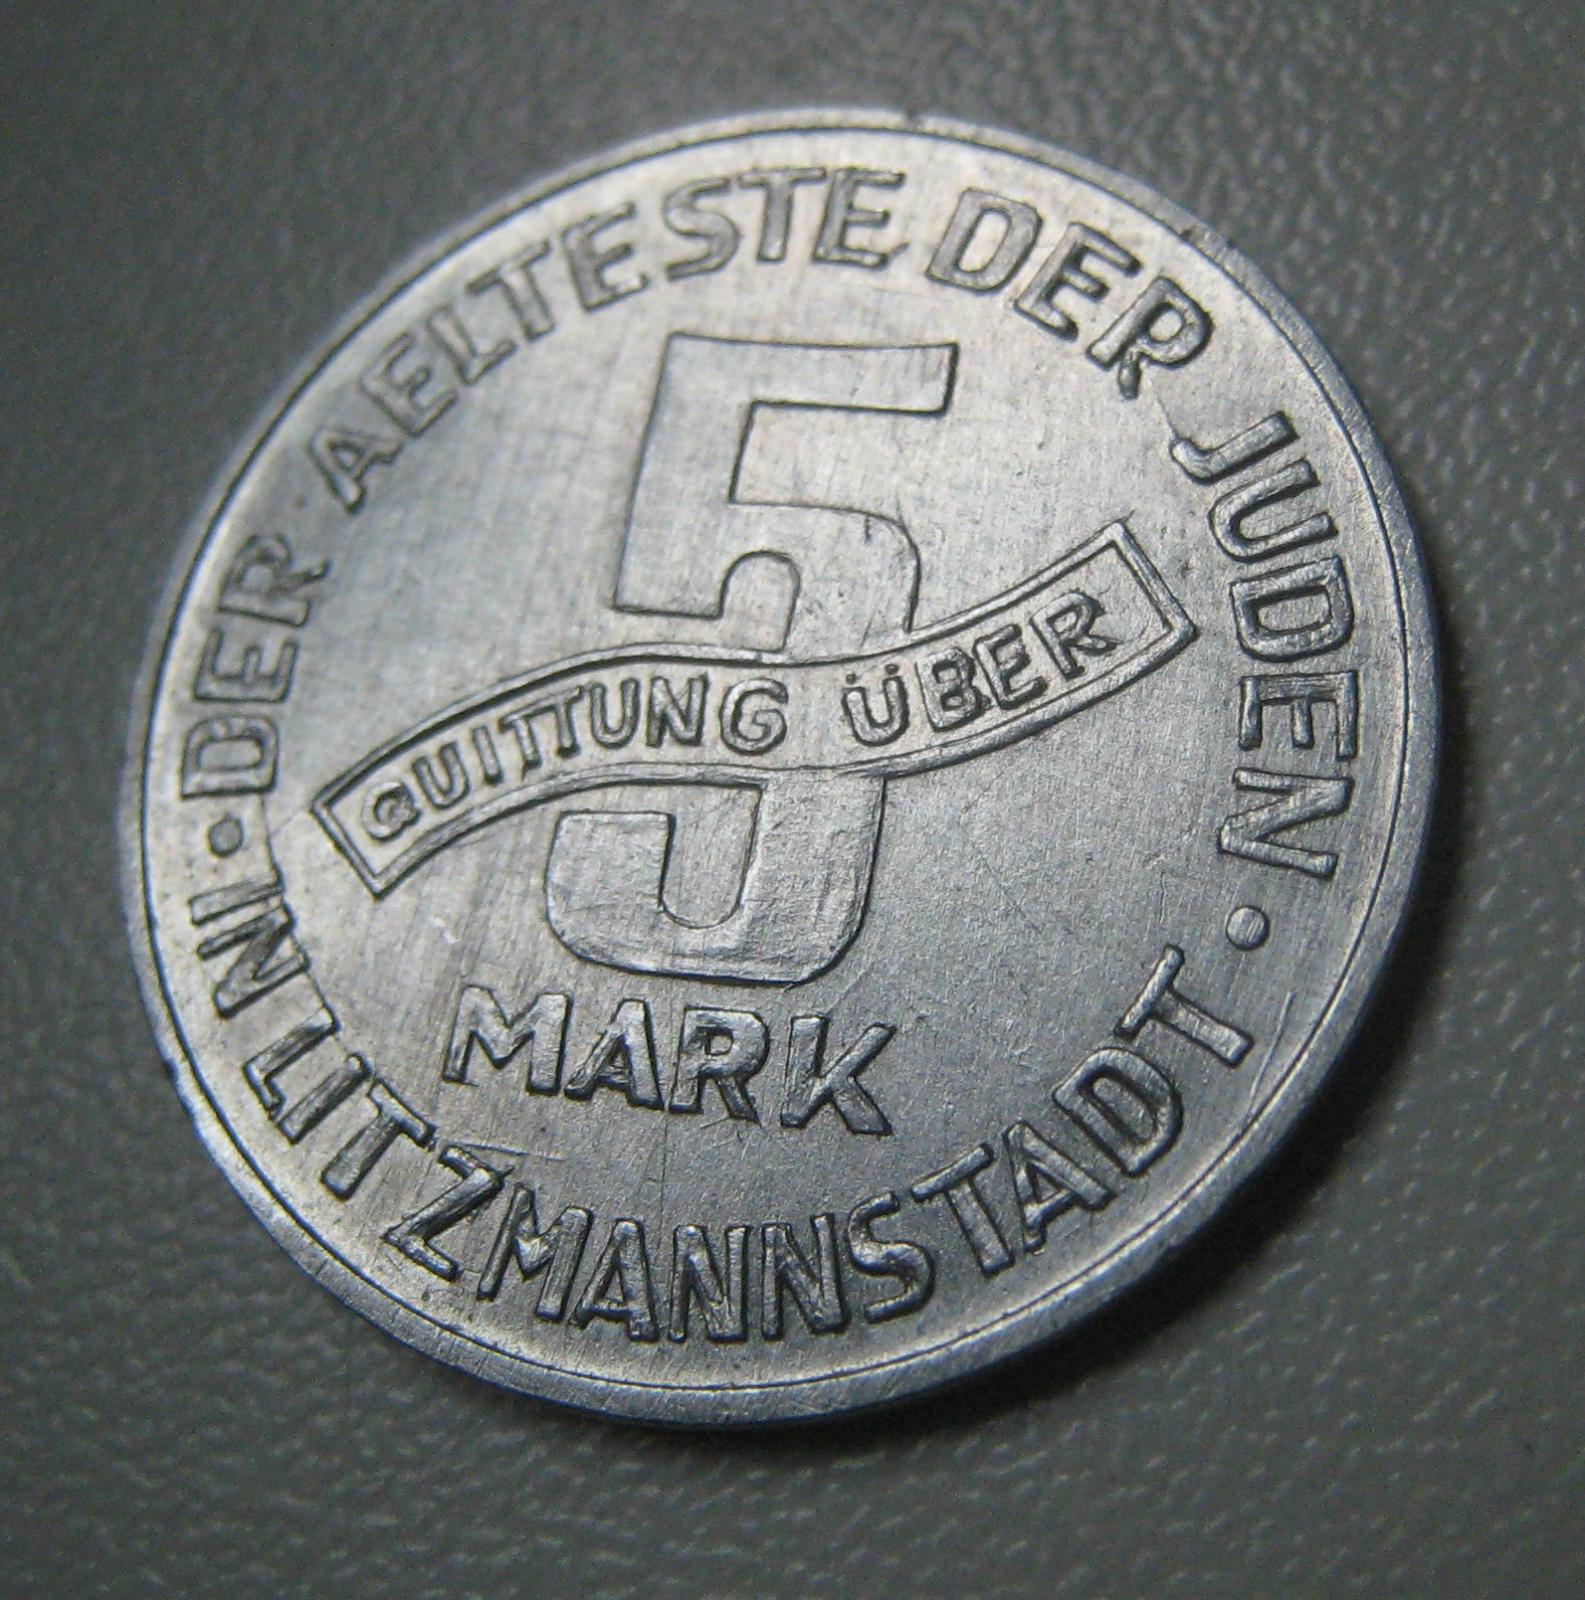 DER AELTESTE DER JUDEN
5
QUITTUNG ÜBER
MARK
IN LITZMANNSTADT